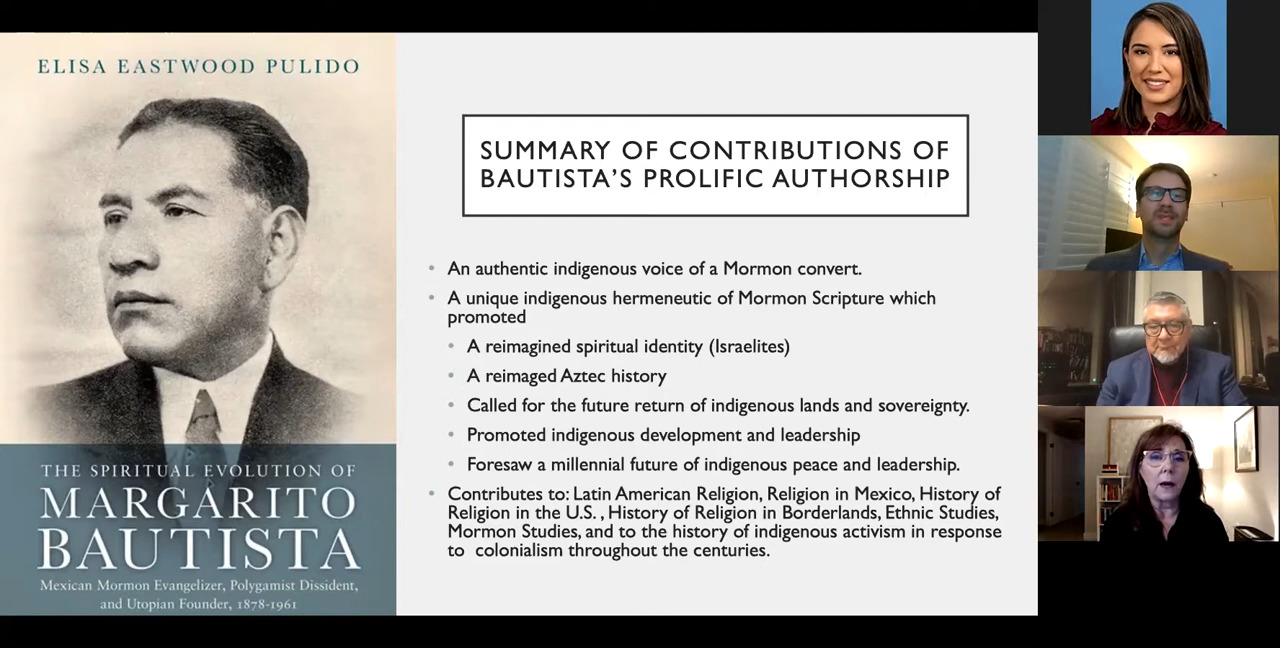 ELISA EASTWOOD PULIDO
THE SPIRITUAL EVOLUTION OF
MARGARITO
BAUTISTA
Mexican Mormon Evangelizer, Polygamist Dissident,
and Utopian Founder, 1878-1961
SUMMARY OF CONTRIBUTIONS OF
BAUTISTA'S PROLIFIC AUTHORSHIP
• An authentic indigenous voice of a Mormon convert.
• A unique indigenous hermeneutic of Mormon Scripture which
promoted
• A reimagined spiritual identity (Israelites)
• A reimaged Aztec history
• Called for the future return of indigenous lands and sovereignty.
• Promoted indigenous development and leadership
• Foresaw a millennial future of indigenous peace and leadership.
• Contributes to: Latin American Religion, Religion in Mexico, History of
Religion in the U.S. , History of Religion in Borderlands, Ethnic Studies,
Mormon Studies, and to the history of indigenous activism in response
to colonialism throughout the centuries.